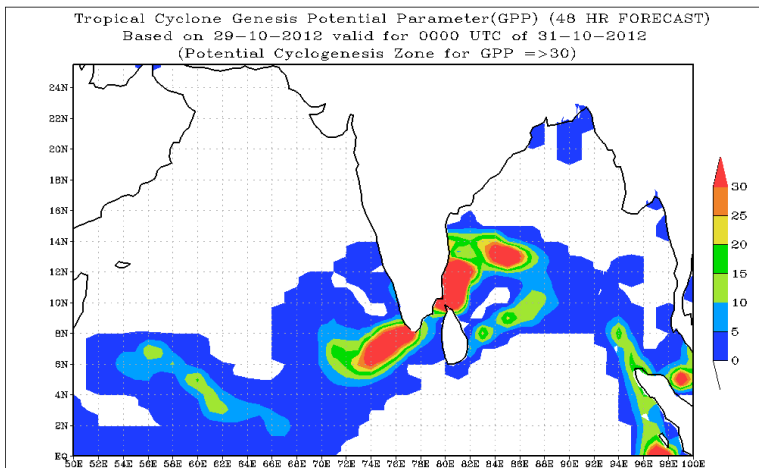 Tropical Cyclone Genesis Potential Parameter(GPP) (48 HR FORECAST)
Based on 29-10-2012 valid for 0000 UTC of 31-10-2012
(Potential Cyclogenesis Zone for GPP =>30)
24N
22N
20N
18N
16N
14N
12N
10N
8N
6N
4N
2N
EQ
50E 52E 54E 56E 58E 60E 62E 64E 66E 68E 70E 72E 74E 76E 78E 80E 82E 84E 86E 88E 90E 92E 94E 96E 98E 100E
30
25
20
15
10
5
0